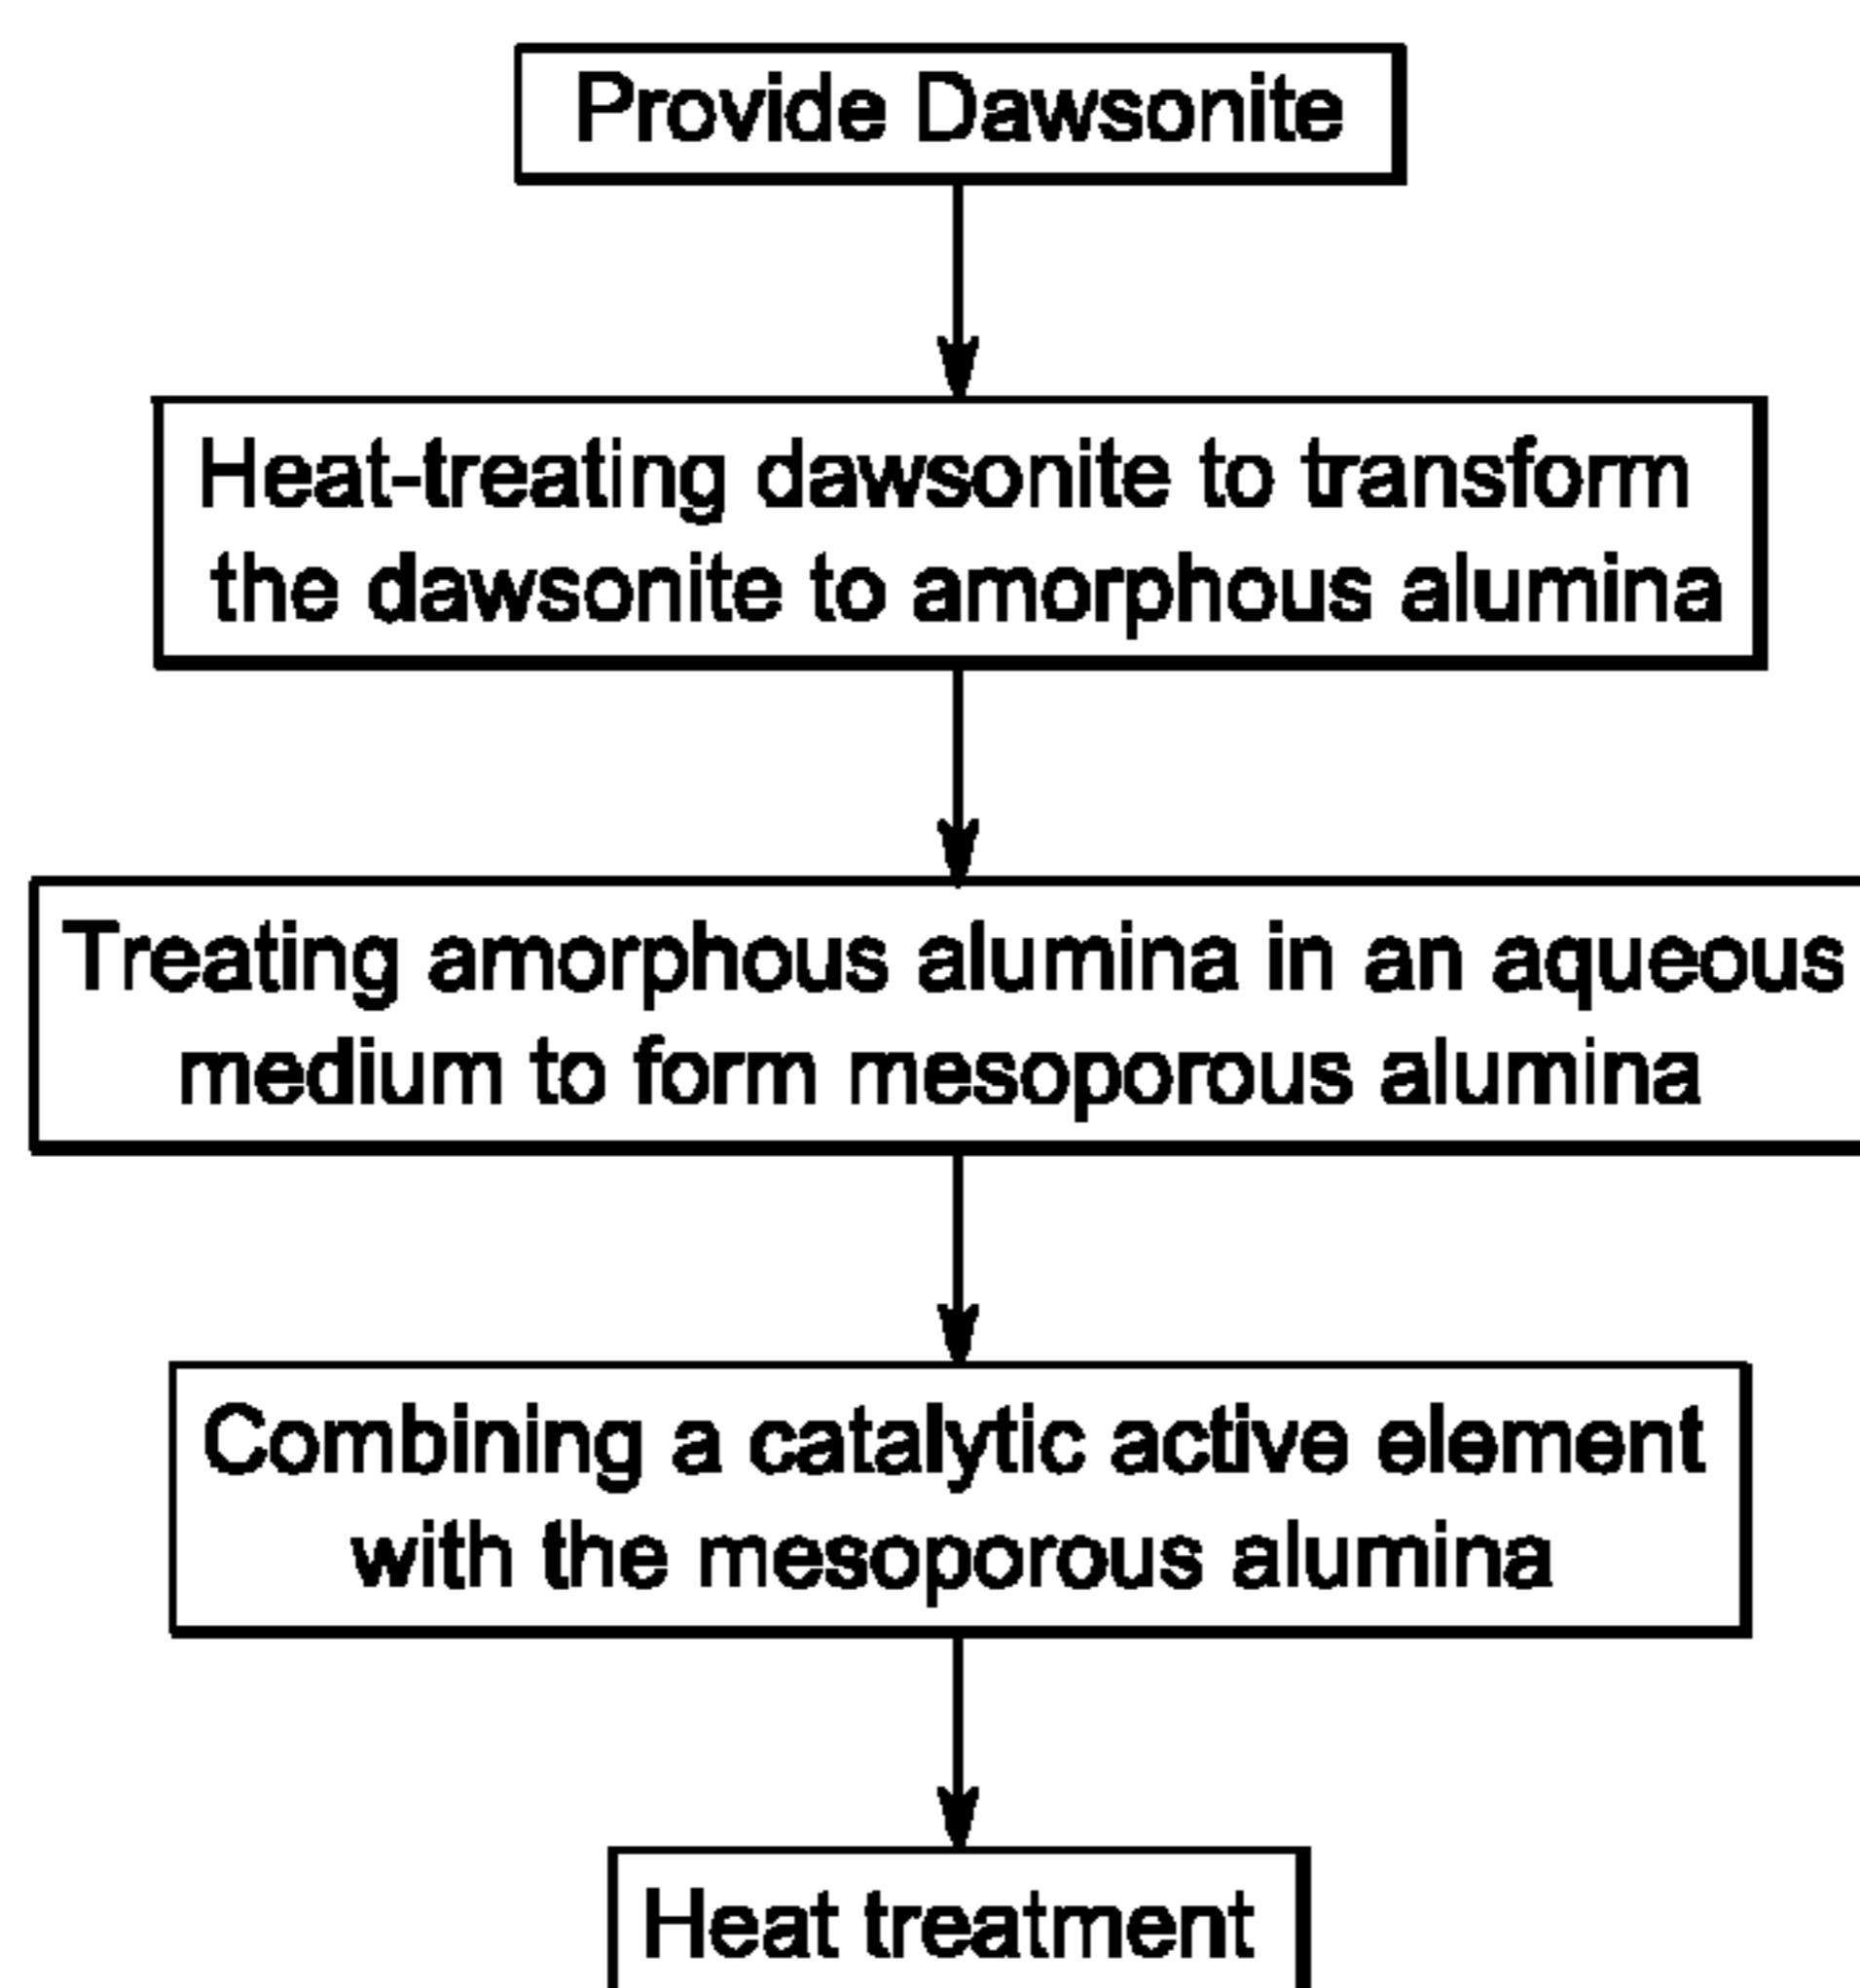 Provide Dawsonite
Heat-treating dawsonite to transform
the dawsonite to amorphous alumina
Treating amorphous alumina in an aqueous
medium to form mesoporous alumina
Combining a catalytic active element
with the mesoporous alumina
Heat treatment